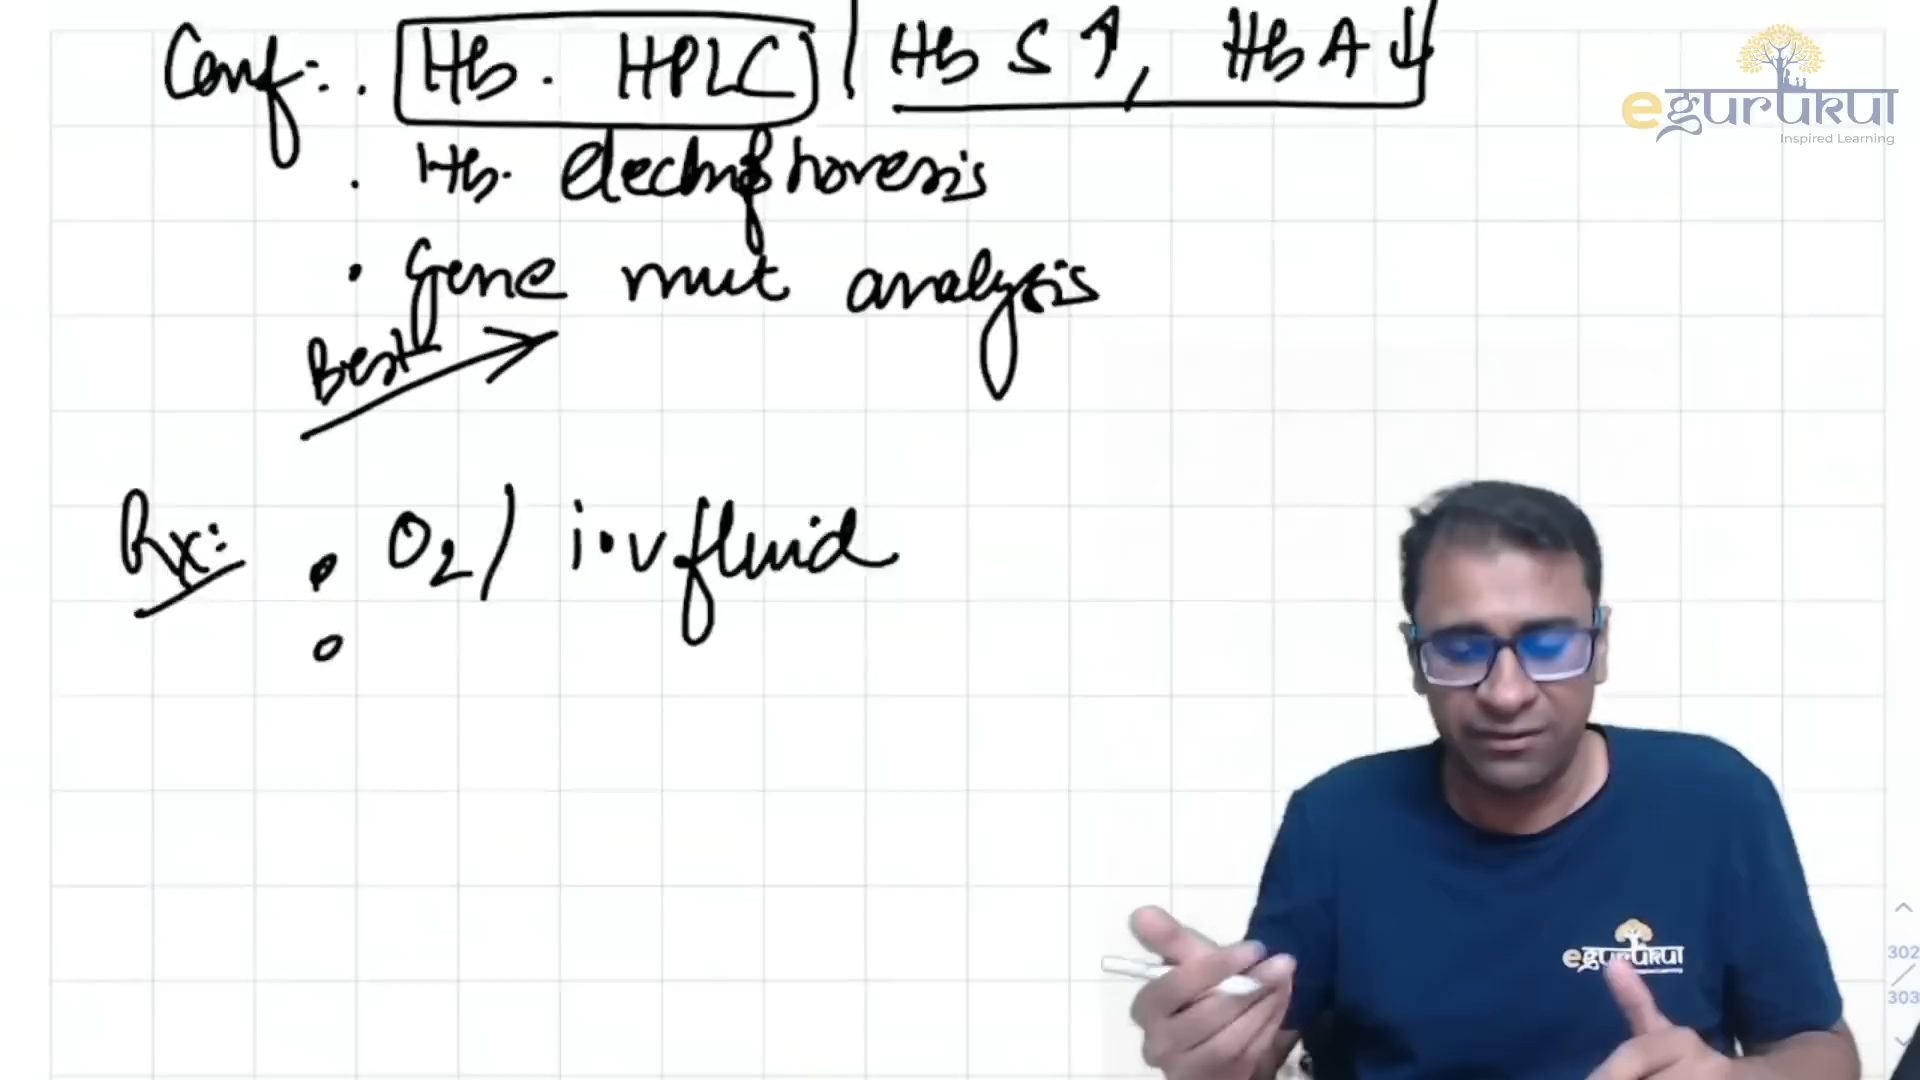 Conf:- . Hb. HPLC | Hb S ↑, Hb A ↓
egurukul
Inspired Learning
. Hb. electrophoresis
. Gene mut analysis
Best →
Rx:- . O2 / i.v fluid
egurukul
302
303